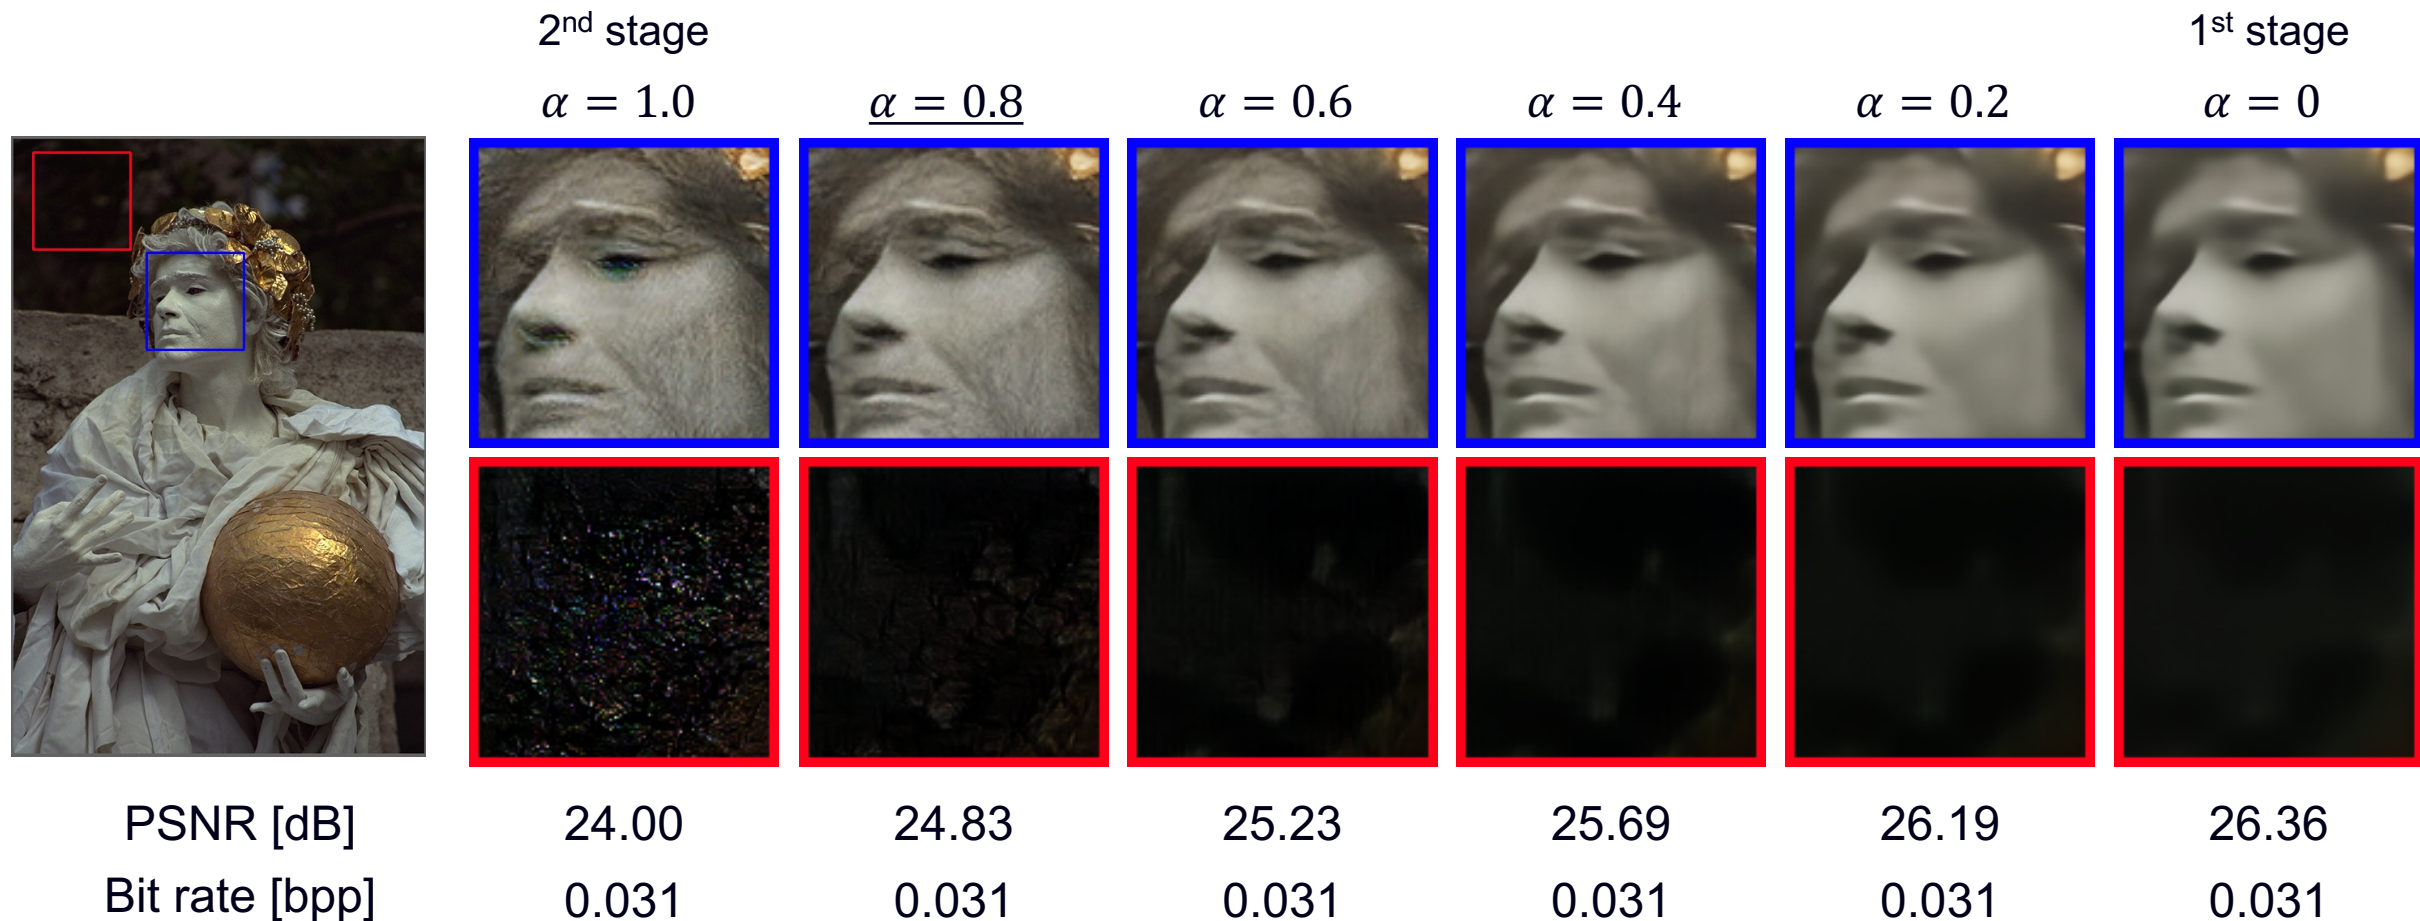 2nd stage 1st stage
α = 1.0 α = 0.8 α = 0.6 α = 0.4 α = 0.2 α = 0
PSNR [dB] 24.00 24.83 25.23 25.69 26.19 26.36
Bit rate [bpp] 0.031 0.031 0.031 0.031 0.031 0.031